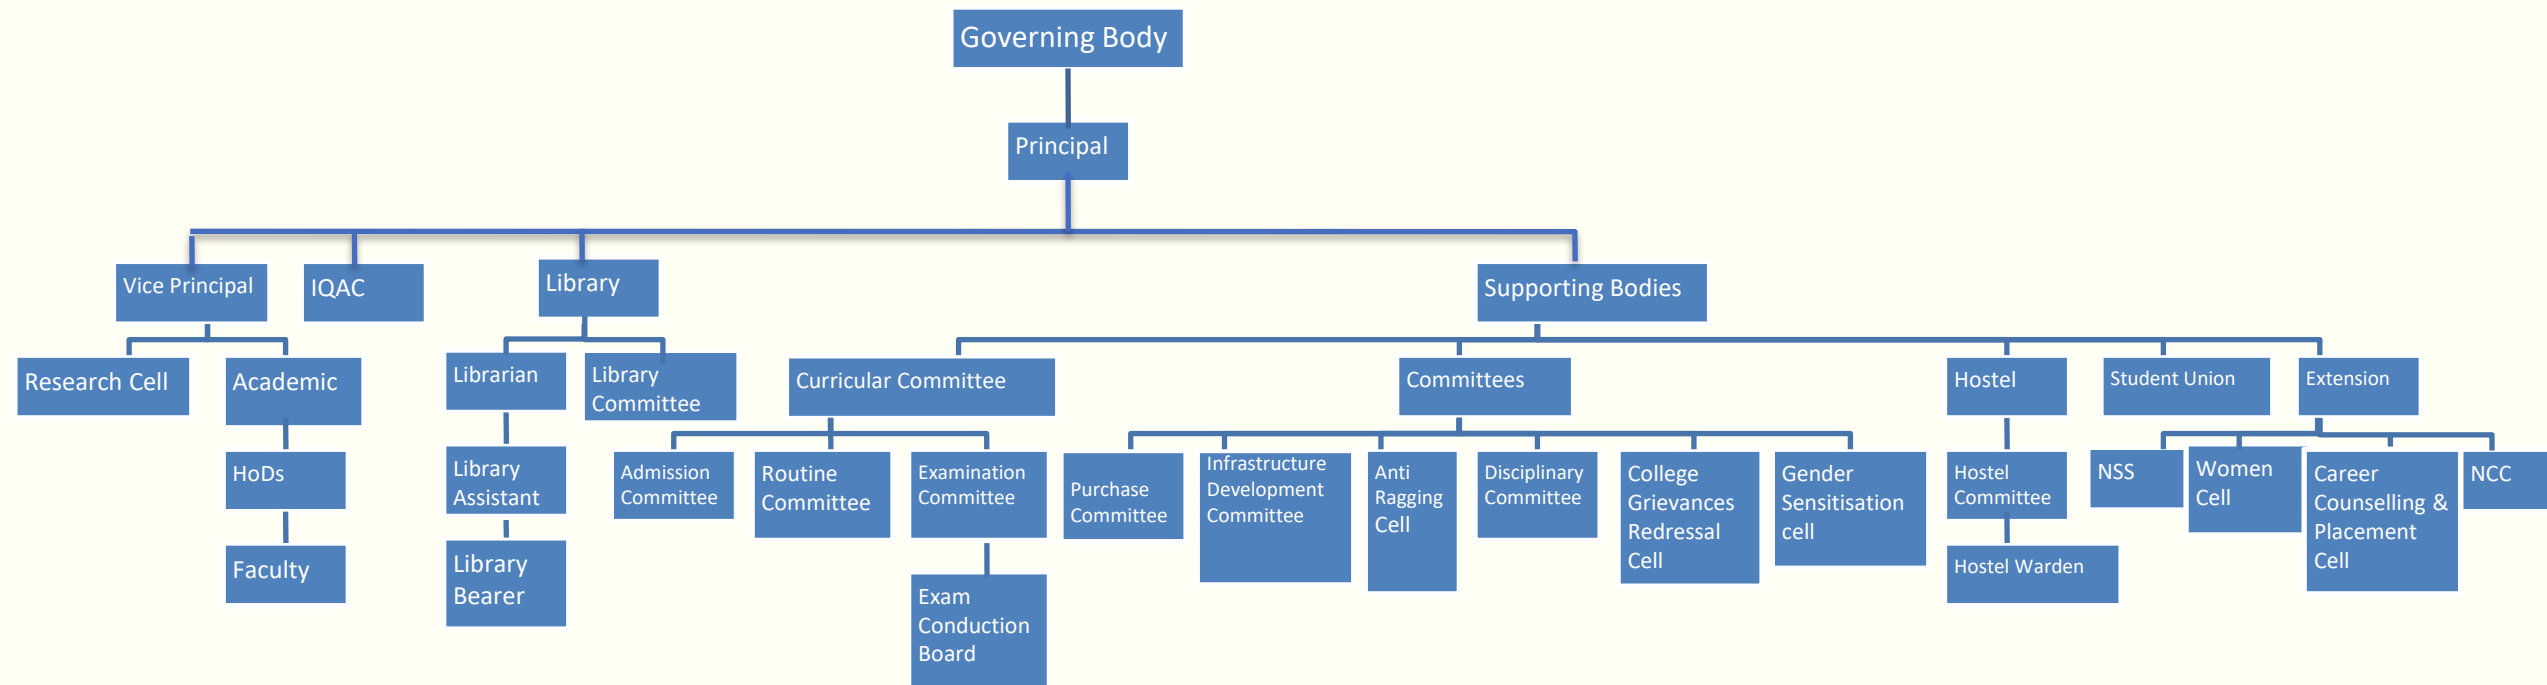 Governing Body
Principal
Vice Principal
IQAC
Library
Supporting Bodies
Research Cell
Academic
Librarian
Library
Committee
Curricular Committee
Committees
Hostel
Student Union
Extension
HoDs
Library
Assistant
Admission
Committee
Routine
Committee
Examination
Committee
Purchase
Committee
Infrastructure
Development
Committee
Anti
Ragging
Cell
Disciplinary
Committee
College
Grievances
Redressal
Cell
Gender
Sensitisation
cell
Hostel
Committee
NSS
Women
Cell
Career
Counselling &
Placement
Cell
NCC
Faculty
Library
Bearer
Exam
Conduction
Board
Hostel Warden